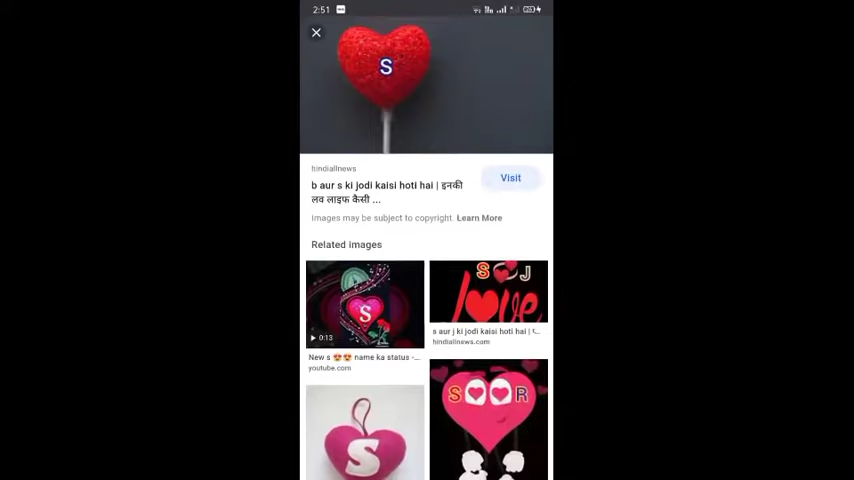 2:51
S
hindiallnews
b aur s ki jodi kaisi hoti hai | इनकी
लव लाइफ कैसी ...
Visit
Images may be subject to copyright. Learn More
Related images
S
0:13
New s 😍😍 name ka status -...
youtube.com
S J
love
s aur j ki jodi kaisi hoti hai |
hindiallnews.com
S
S R